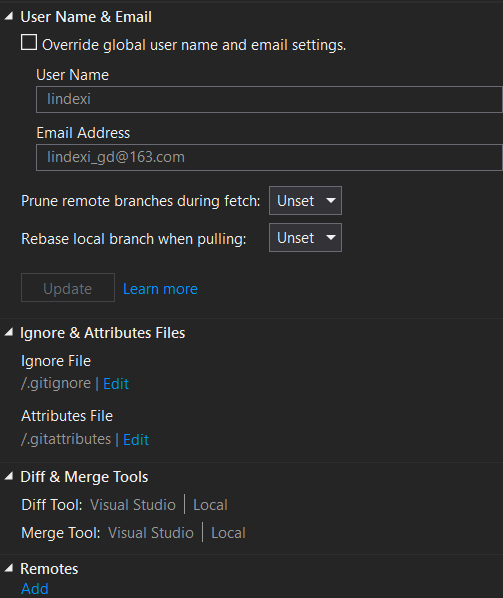 User Name & Email
Override global user name and email settings.
User Name
lindexi
Email Address
lindexi_gd@163.com
Prune remote branches during fetch: Unset
Rebase local branch when pulling: Unset
Update Learn more
Ignore & Attributes Files
Ignore File
/.gitignore | Edit
Attributes File
/.gitattributes | Edit
Diff & Merge Tools
Diff Tool: Visual Studio | Local
Merge Tool: Visual Studio | Local
Remotes
Add